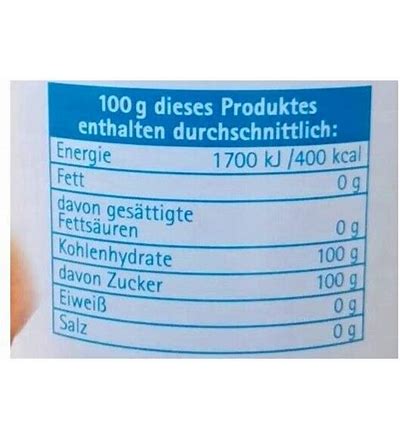 100 g dieses Produktes
enthalten durchschnittlich:
Energie 1700 kJ /400 kcal
Fett 0 g
davon gesättigte
Fettsäuren 0 g
Kohlenhydrate 100 g
davon Zucker 100 g
Eiweiß 0 g
Salz 0 g